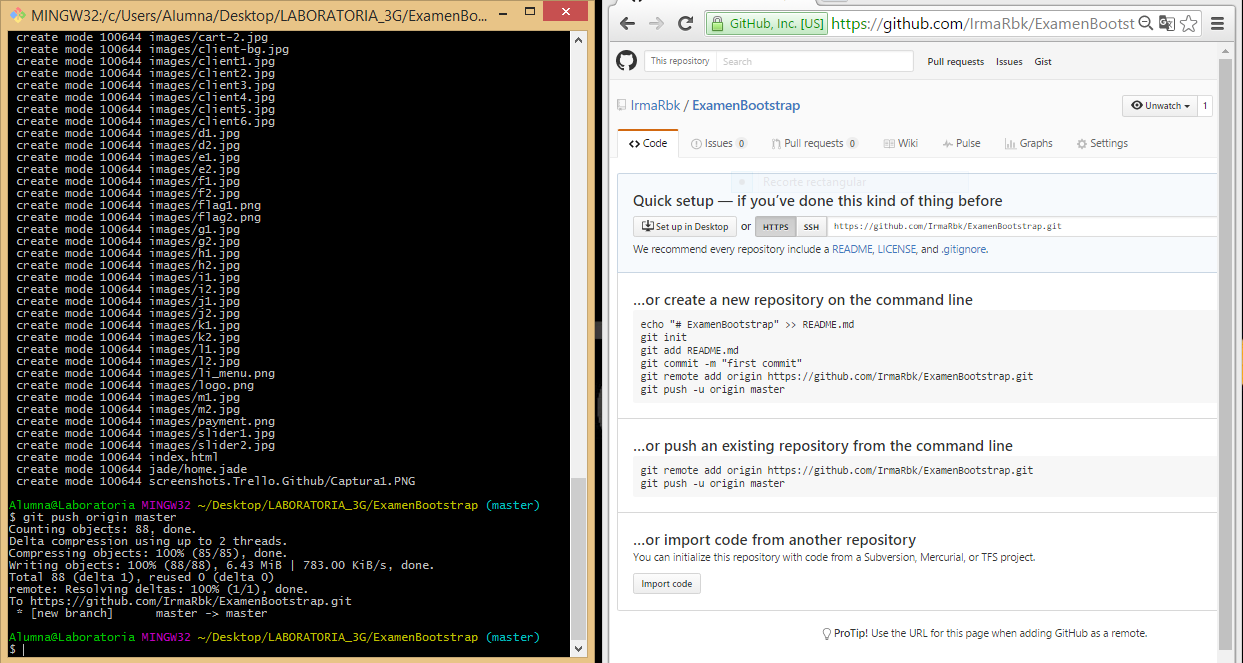 MINGW32:/c/Users/Alumna/Desktop/LABORATORIA_3G/ExamenBo...
create mode 100644 images/cart-2.jpg
create mode 100644 images/client-bg.jpg
create mode 100644 images/client1.jpg
create mode 100644 images/client2.jpg
create mode 100644 images/client3.jpg
create mode 100644 images/client4.jpg
create mode 100644 images/client5.jpg
create mode 100644 images/client6.jpg
create mode 100644 images/d1.jpg
create mode 100644 images/d2.jpg
create mode 100644 images/e1.jpg
create mode 100644 images/e2.jpg
create mode 100644 images/f1.jpg
create mode 100644 images/f2.jpg
create mode 100644 images/flag1.png
create mode 100644 images/flag2.png
create mode 100644 images/g1.jpg
create mode 100644 images/g2.jpg
create mode 100644 images/h1.jpg
create mode 100644 images/h2.jpg
create mode 100644 images/i1.jpg
create mode 100644 images/i2.jpg
create mode 100644 images/j1.jpg
create mode 100644 images/j2.jpg
create mode 100644 images/k1.jpg
create mode 100644 images/k2.jpg
create mode 100644 images/l1.jpg
create mode 100644 images/l2.jpg
create mode 100644 images/li_menu.png
create mode 100644 images/logo.png
create mode 100644 images/m1.jpg
create mode 100644 images/m2.jpg
create mode 100644 images/payment.png
create mode 100644 images/slider1.jpg
create mode 100644 images/slider2.jpg
create mode 100644 index.html
create mode 100644 jade/home.jade
create mode 100644 screenshots.Trello.Github/Captura1.PNG
Alumna@Laboratoria MINGW32 ~/Desktop/LABORATORIA_3G/ExamenBootstrap (master)
$ git push origin master
Counting objects: 88, done.
Delta compression using up to 2 threads.
Compressing objects: 100% (85/85), done.
Writing objects: 100% (88/88), 6.43 MiB | 783.00 KiB/s, done.
Total 88 (delta 1), reused 0 (delta 0)
remote: Resolving deltas: 100% (1/1), done.
To https://github.com/IrmaRbk/ExamenBootstrap.git
* [new branch]      master -> master
Alumna@Laboratoria MINGW32 ~/Desktop/LABORATORIA_3G/ExamenBootstrap (master)
$
GitHub, Inc. [US] https://github.com/IrmaRbk/ExamenBootst
This repository Search Pull requests Issues Gist
IrmaRbk / ExamenBootstrap Unwatch 1
Code Issues 0 Pull requests 0 Wiki Pulse Graphs Settings
Recorte rectangular
Quick setup — if you've done this kind of thing before
Set up in Desktop or HTTPS SSH https://github.com/IrmaRbk/ExamenBootstrap.git
We recommend every repository include a README, LICENSE, and .gitignore.
...or create a new repository on the command line
echo "# ExamenBootstrap" >> README.md
git init
git add README.md
git commit -m "first commit"
git remote add origin https://github.com/IrmaRbk/ExamenBootstrap.git
git push -u origin master
...or push an existing repository from the command line
git remote add origin https://github.com/IrmaRbk/ExamenBootstrap.git
git push -u origin master
...or import code from another repository
You can initialize this repository with code from a Subversion, Mercurial, or TFS project.
Import code
ProTip! Use the URL for this page when adding GitHub as a remote.